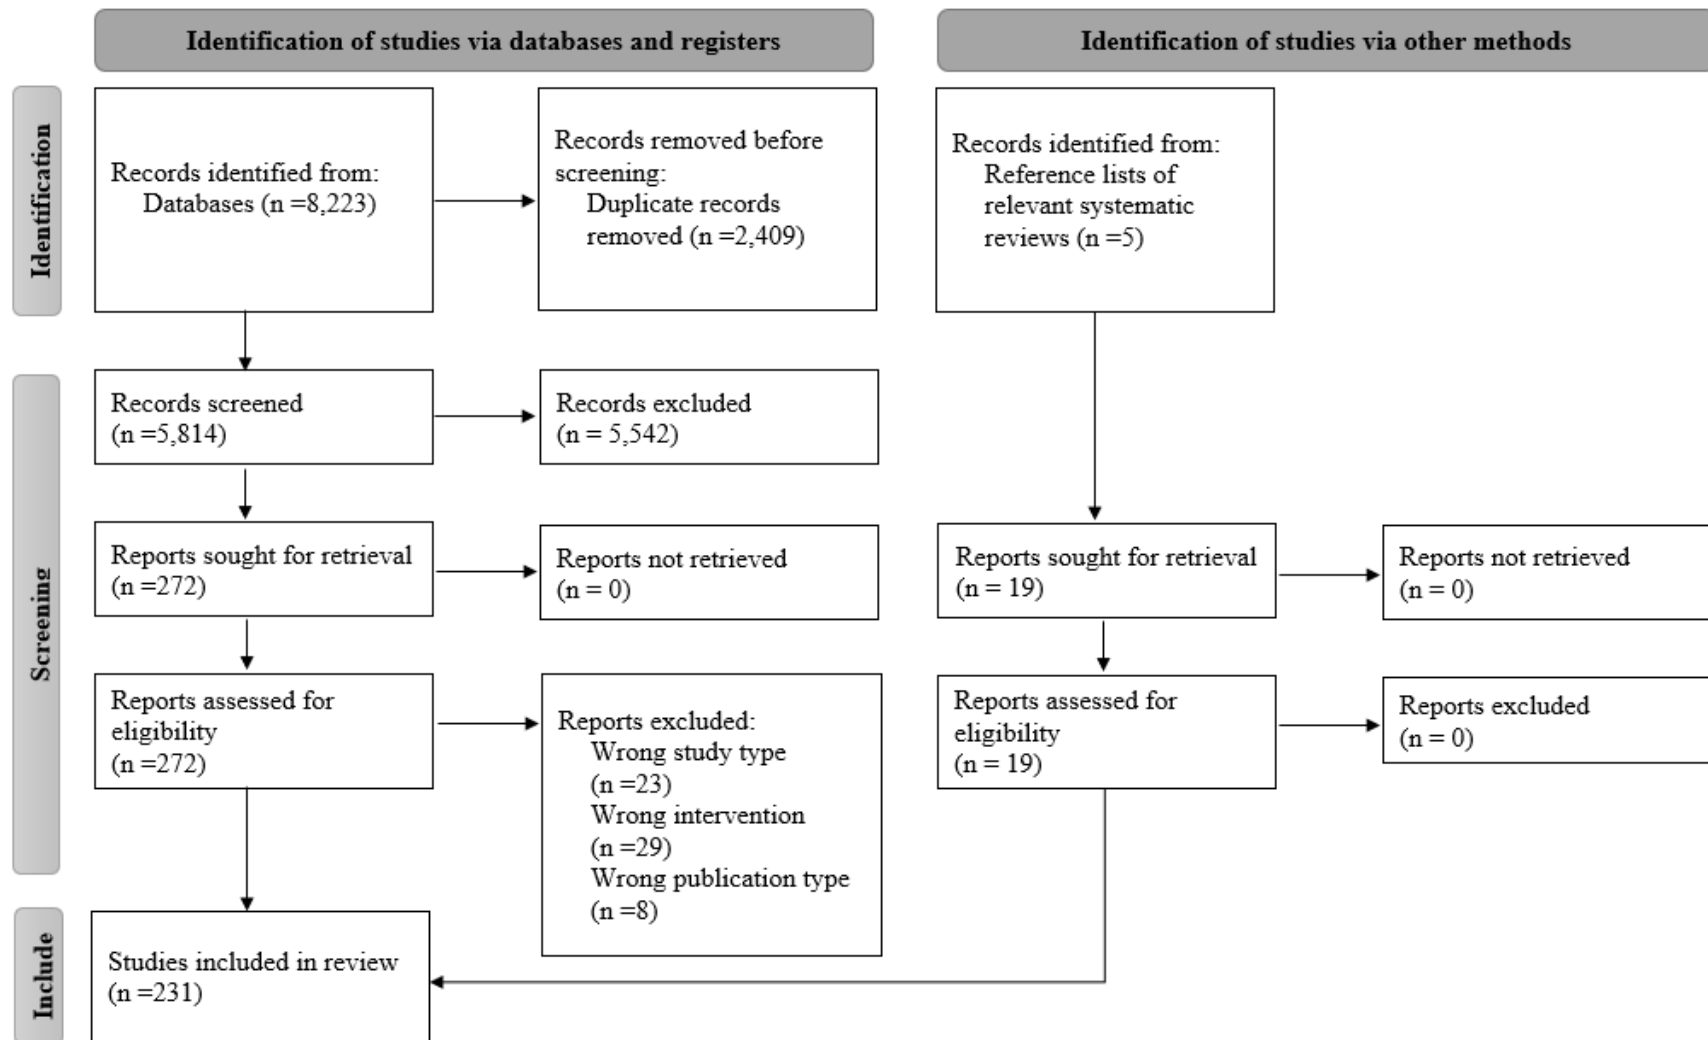 Identification of studies via databases and registers
Identification of studies via other methods
Identification
Records identified from:
Databases (n =8,223)
Records removed before
screening:
Duplicate records
removed (n =2,409)
Records identified from:
Reference lists of
relevant systematic
reviews (n =5)
Screening
Records screened
(n =5,814)
Records excluded
(n = 5,542)
Reports sought for retrieval
(n =272)
Reports not retrieved
(n = 0)
Reports sought for retrieval
(n = 19)
Reports not retrieved
(n = 0)
Reports assessed for
eligibility
(n =272)
Reports excluded:
Wrong study type
(n =23)
Wrong intervention
(n =29)
Wrong publication type
(n =8)
Reports assessed for
eligibility
(n = 19)
Reports excluded
(n = 0)
Include
Studies included in review
(n =231)